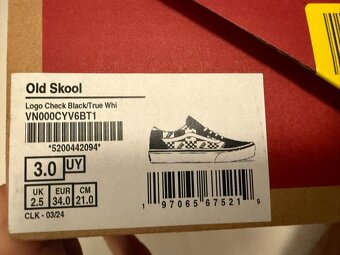 Old Skool
Logo Check Black/True Whi
VN000CYV6BT1
*5200442094*
3.0 UY
UK EUR CM
2.5 34.0 21.0
CLK - 03/24
1 97065 67521 9